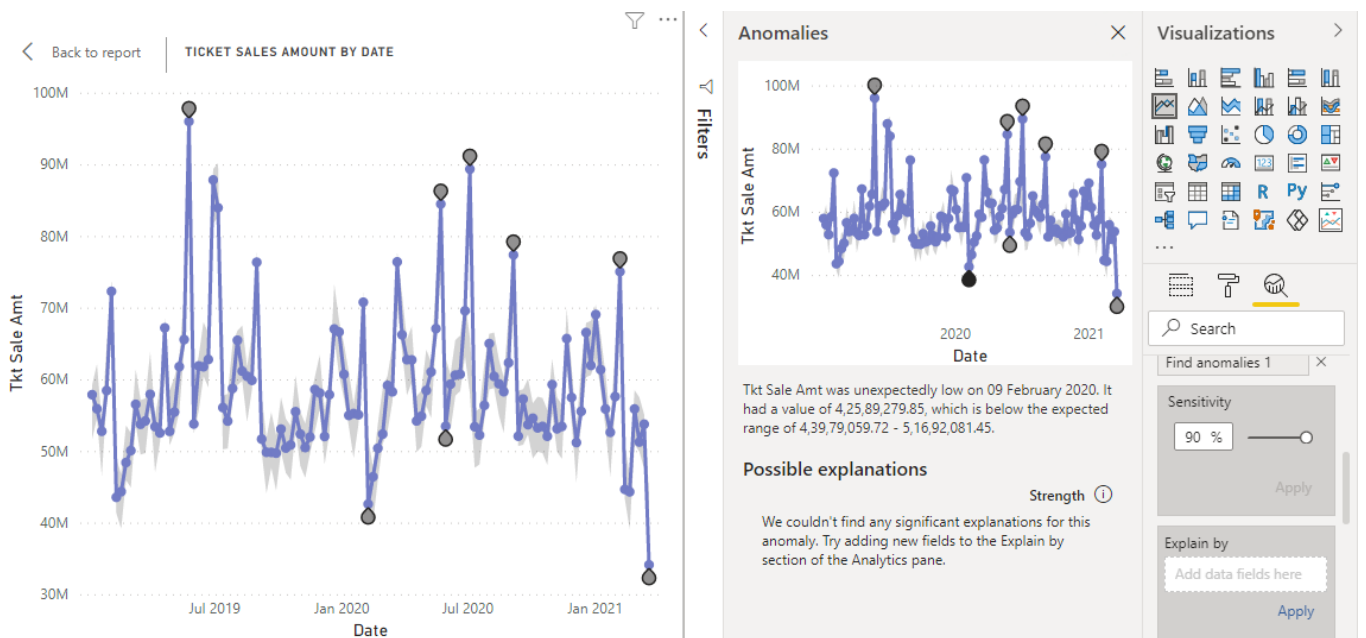 Back to report
TICKET SALES AMOUNT BY DATE
100M
90M
80M
70M
60M
50M
40M
30M
Tkt Sale Amt
Jul 2019
Jan 2020
Jul 2020
Jan 2021
Date
Filters
Anomalies
100M
80M
60M
40M
Tkt Sale Amt
2020
2021
Date
Tkt Sale Amt was unexpectedly low on 09 February 2020. It
had a value of 4,25,89,279.85, which is below the expected
range of 4,39,79,059.72 - 5,16,92,081.45.
Possible explanations
Strength
We couldn't find any significant explanations for this
anomaly. Try adding new fields to the Explain by
section of the Analytics pane.
Visualizations
123
R
Py
...
Search
Find anomalies 1
Sensitivity
90 %
Apply
Explain by
Add data fields here
Apply